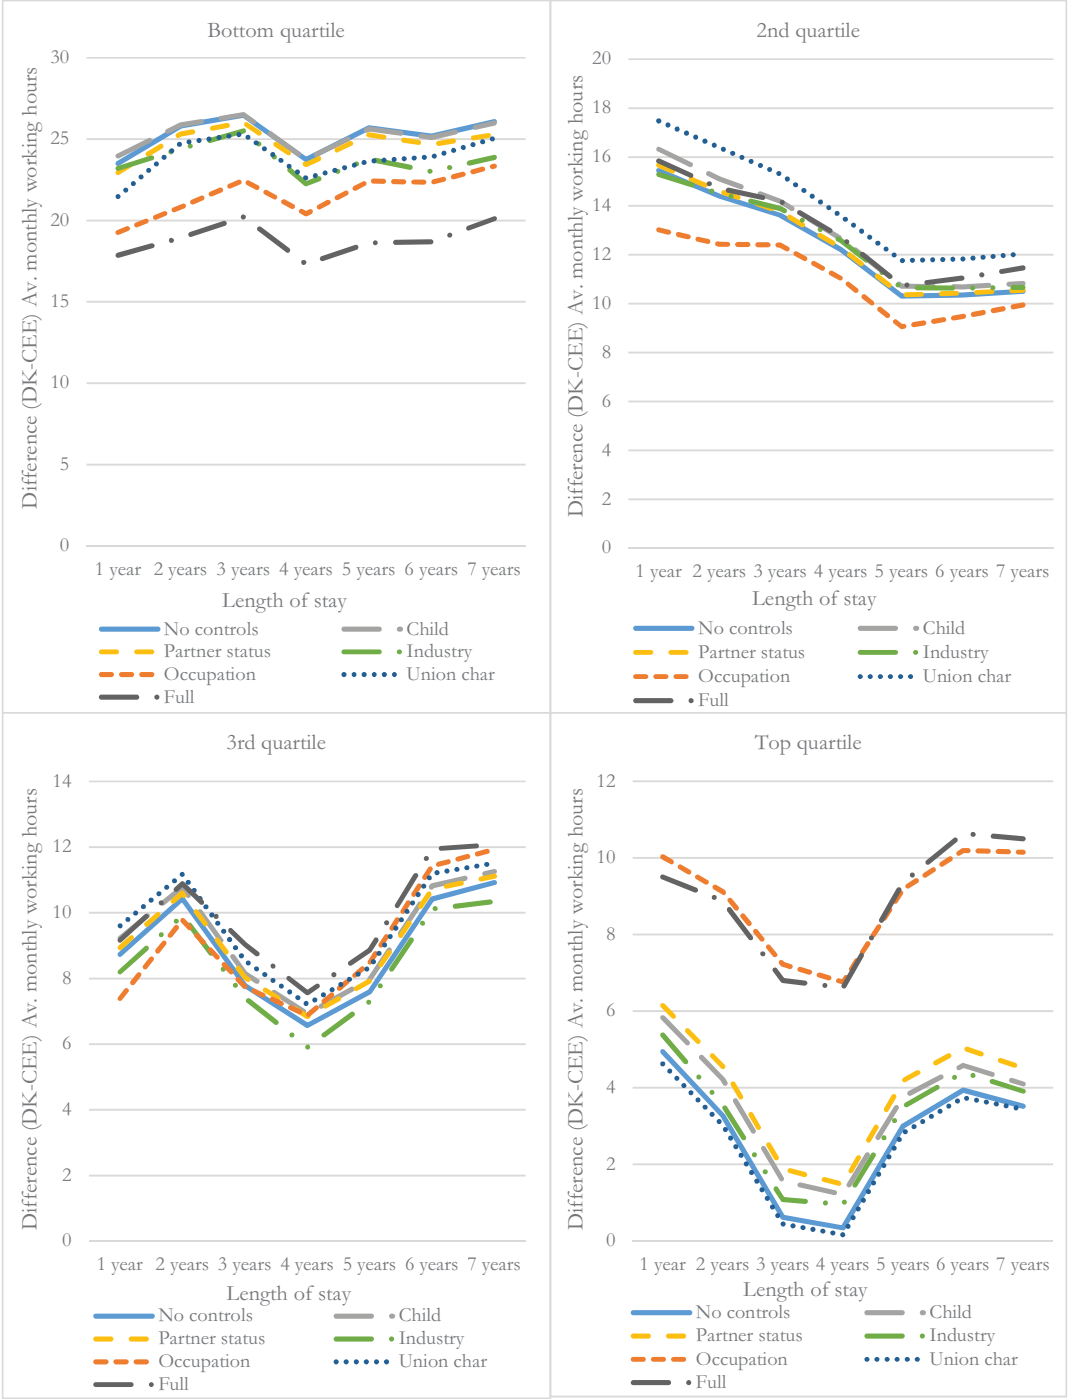 Bottom quartile
Difference (DK-CEE) Av. monthly working hours
30
25
20
15
10
5
0
1 year 2 years 3 years 4 years 5 years 6 years 7 years
Length of stay
No controls Child
Partner status Industry
Occupation Union char
Full
2nd quartile
Difference (DK-CEE) Av. monthly working hours
20
18
16
14
12
10
8
6
4
2
0
1 year 2 years 3 years 4 years 5 years 6 years 7 years
Length of stay
No controls Child
Partner status Industry
Occupation Union char
Full
3rd quartile
Difference (DK-CEE) Av. monthly working hours
14
12
10
8
6
4
2
0
1 year 2 years 3 years 4 years 5 years 6 years 7 years
Length of stay
No controls Child
Partner status Industry
Occupation Union char
Full
Top quartile
Difference (DK-CEE) Av. monthly working hours
12
10
8
6
4
2
0
1 year 2 years 3 years 4 years 5 years 6 years 7 years
Length of stay
No controls Child
Partner status Industry
Occupation Union char
Full